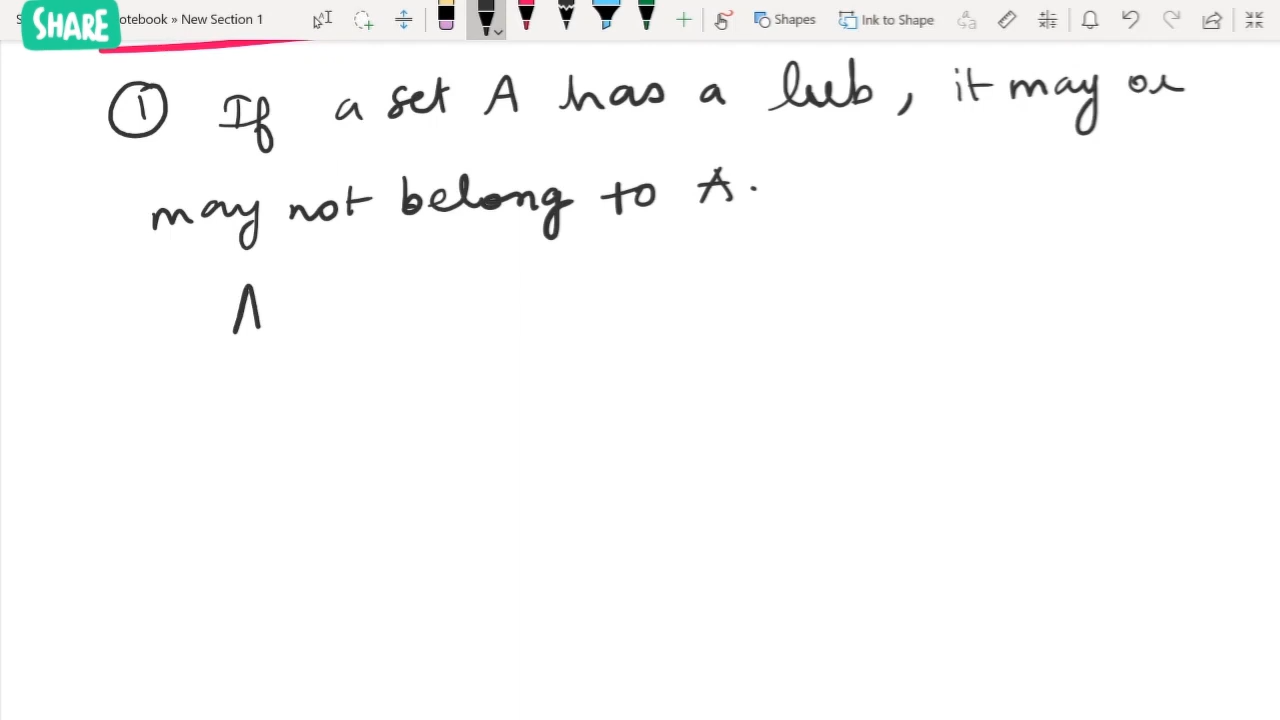 SHARE
otebook » New Section 1
Shapes
Ink to Shape
① If a set A has a lub, it may or
may not belong to A.